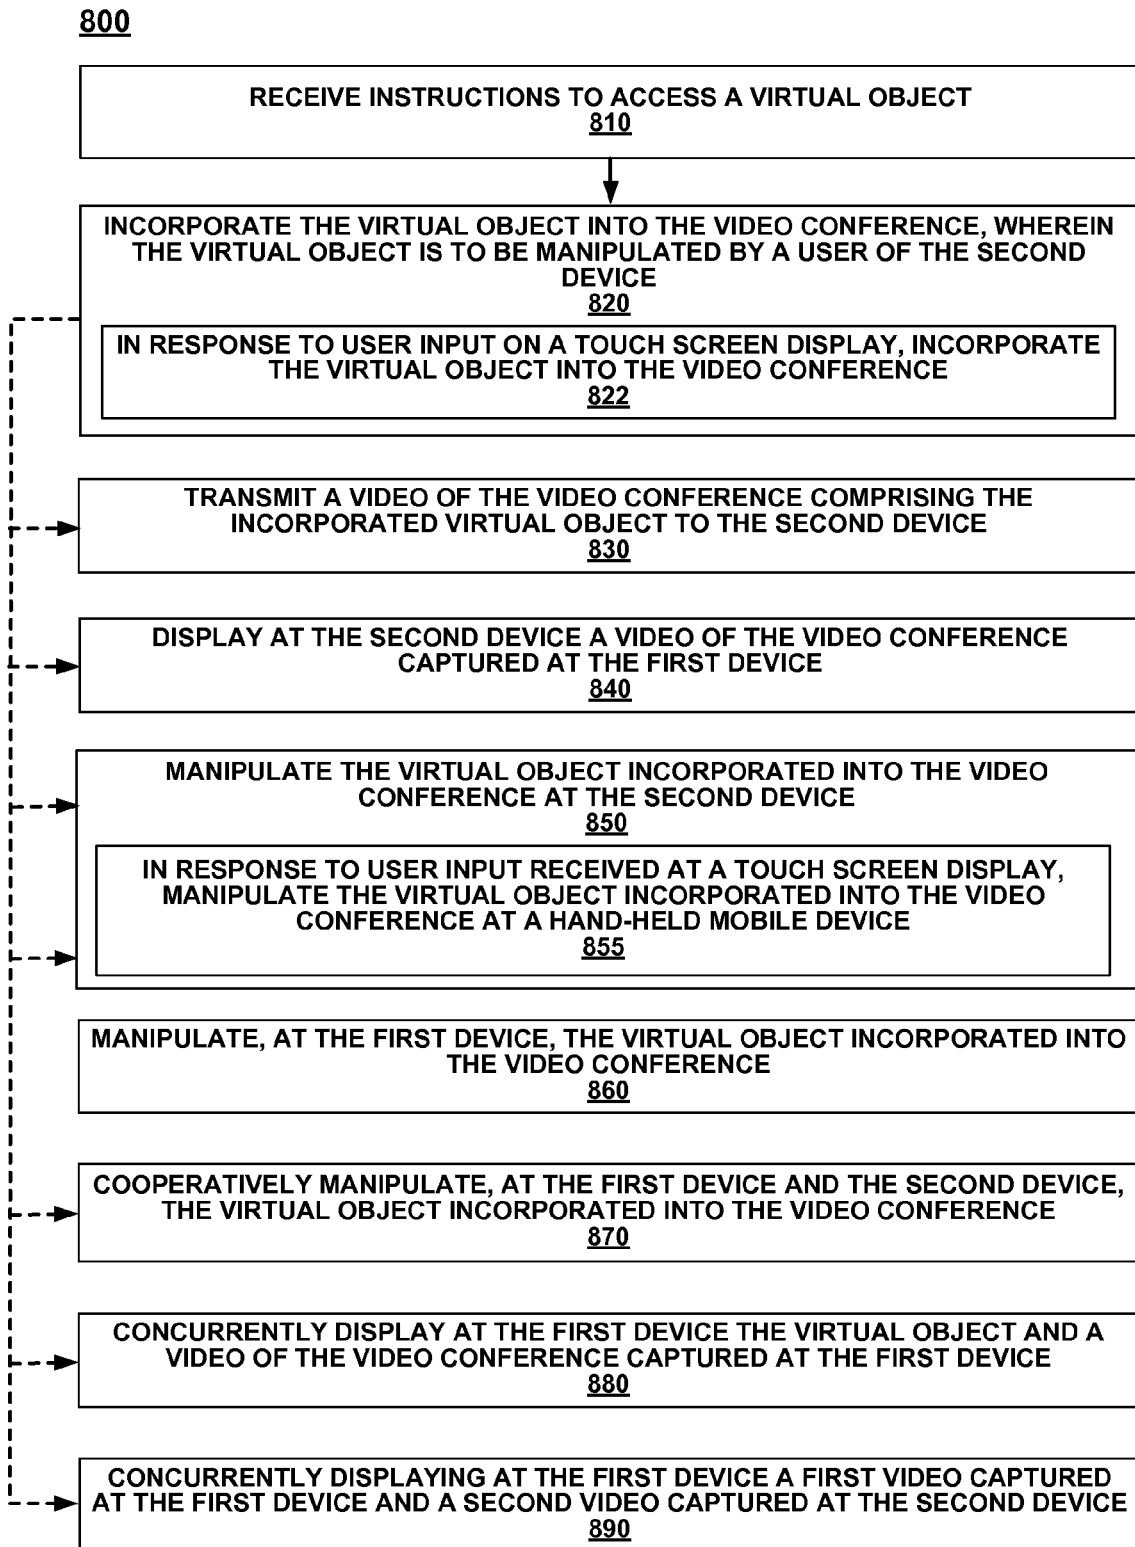 800
RECEIVE INSTRUCTIONS TO ACCESS A VIRTUAL OBJECT
810
INCORPORATE THE VIRTUAL OBJECT INTO THE VIDEO CONFERENCE, WHEREIN
THE VIRTUAL OBJECT IS TO BE MANIPULATED BY A USER OF THE SECOND
DEVICE
820
IN RESPONSE TO USER INPUT ON A TOUCH SCREEN DISPLAY, INCORPORATE
THE VIRTUAL OBJECT INTO THE VIDEO CONFERENCE
822
TRANSMIT A VIDEO OF THE VIDEO CONFERENCE COMPRISING THE
INCORPORATED VIRTUAL OBJECT TO THE SECOND DEVICE
830
DISPLAY AT THE SECOND DEVICE A VIDEO OF THE VIDEO CONFERENCE
CAPTURED AT THE FIRST DEVICE
840
MANIPULATE THE VIRTUAL OBJECT INCORPORATED INTO THE VIDEO
CONFERENCE AT THE SECOND DEVICE
850
IN RESPONSE TO USER INPUT RECEIVED AT A TOUCH SCREEN DISPLAY,
MANIPULATE THE VIRTUAL OBJECT INCORPORATED INTO THE VIDEO
CONFERENCE AT A HAND-HELD MOBILE DEVICE
855
MANIPULATE, AT THE FIRST DEVICE, THE VIRTUAL OBJECT INCORPORATED INTO
THE VIDEO CONFERENCE
860
COOPERATIVELY MANIPULATE, AT THE FIRST DEVICE AND THE SECOND DEVICE,
THE VIRTUAL OBJECT INCORPORATED INTO THE VIDEO CONFERENCE
870
CONCURRENTLY DISPLAY AT THE FIRST DEVICE THE VIRTUAL OBJECT AND A
VIDEO OF THE VIDEO CONFERENCE CAPTURED AT THE FIRST DEVICE
880
CONCURRENTLY DISPLAYING AT THE FIRST DEVICE A FIRST VIDEO CAPTURED
AT THE FIRST DEVICE AND A SECOND VIDEO CAPTURED AT THE SECOND DEVICE
890